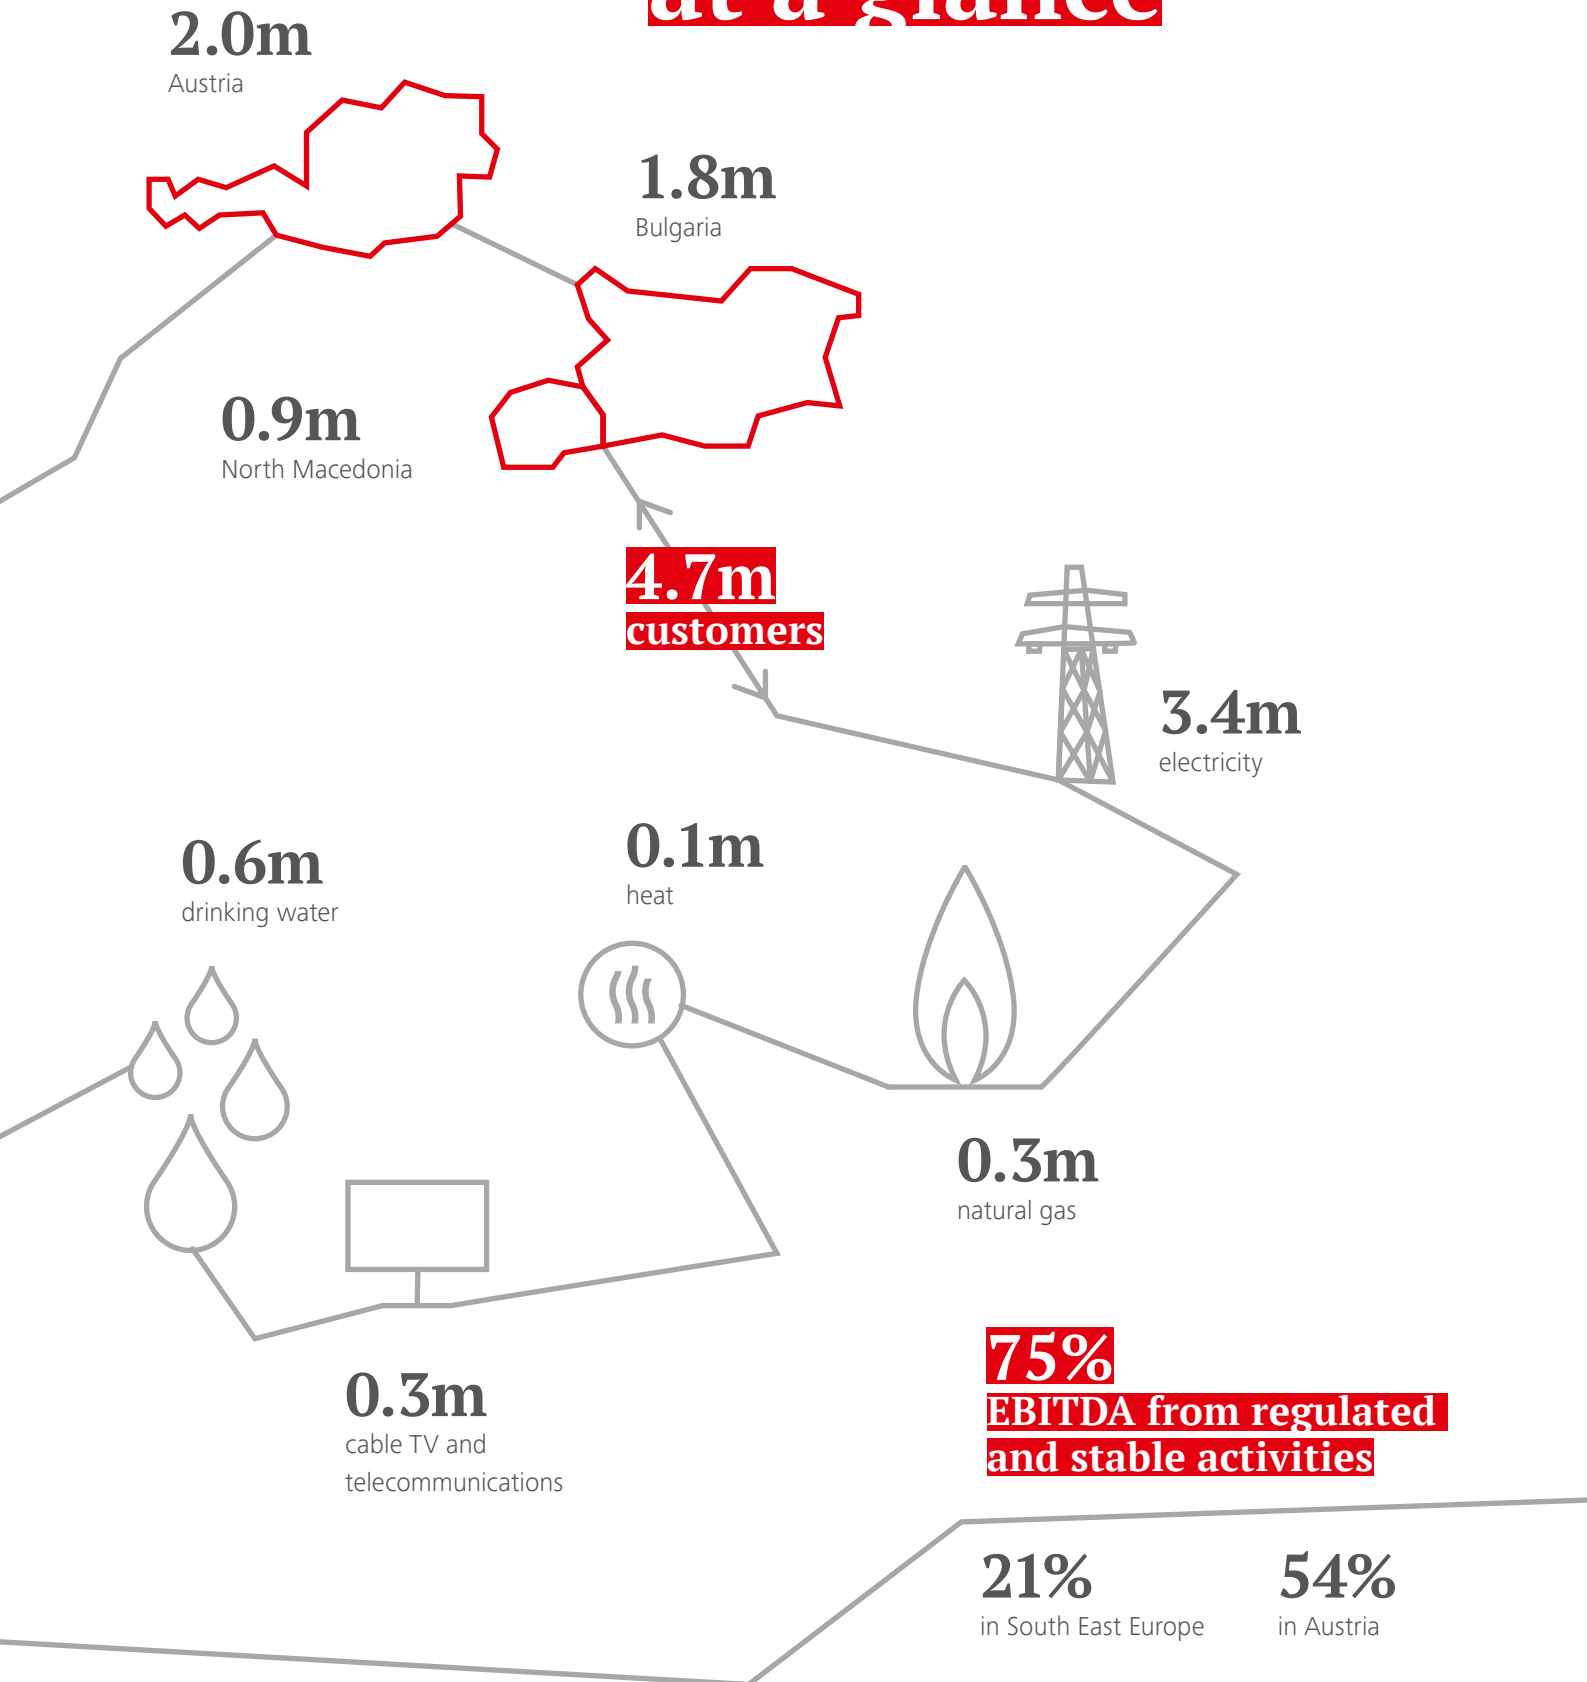 at a glance
2.0m
Austria
1.8m
Bulgaria
0.9m
North Macedonia
4.7m
customers
3.4m
electricity
0.1m
heat
0.6m
drinking water
0.3m
natural gas
0.3m
cable TV and
telecommunications
75%
EBITDA from regulated
and stable activities
21%
in South East Europe
54%
in Austria